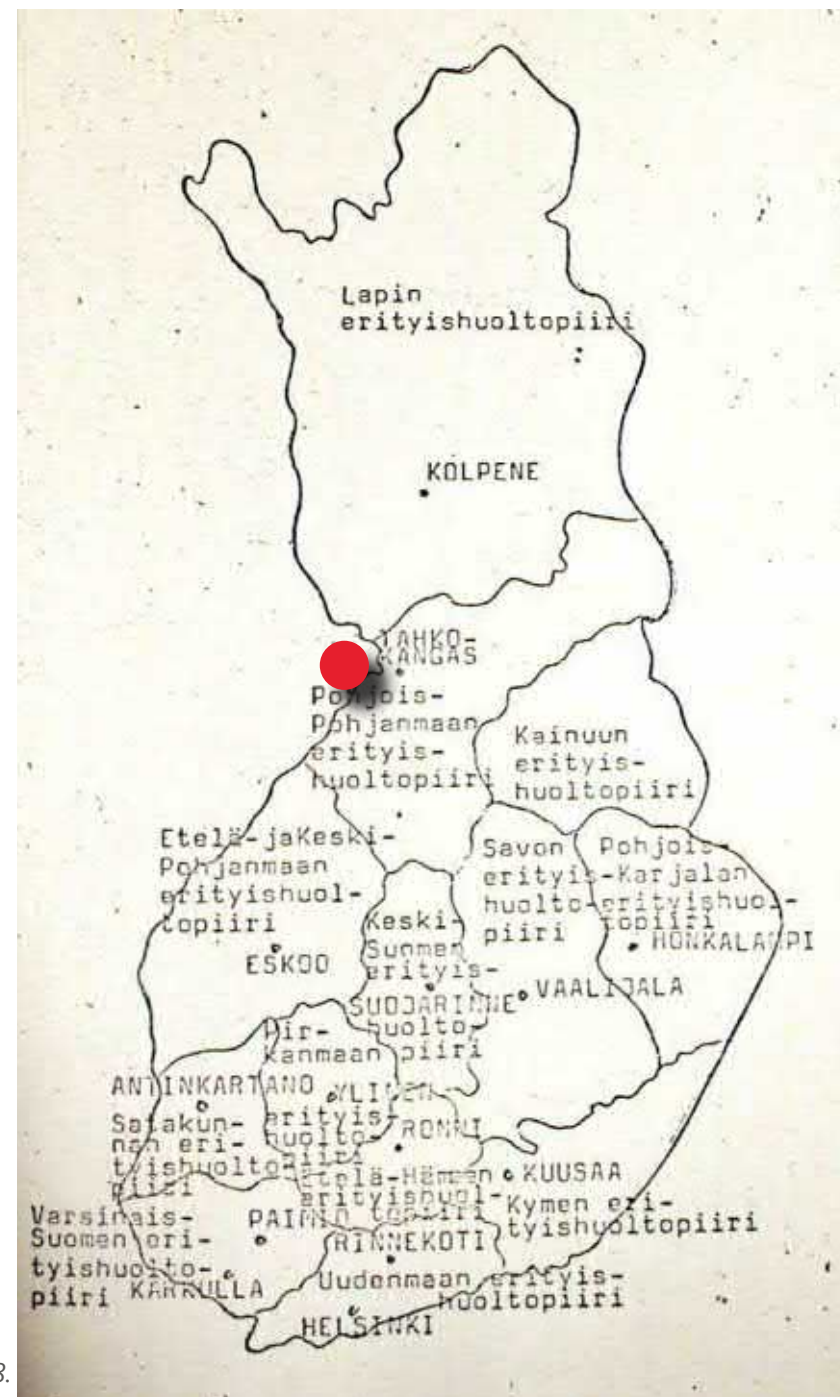 Lapin
erityishuoltopiiri
KOLPENE
TAHKO-
KANGAS
Pohjois-
Pohjanmaan
erityis-
huoltopiiri
Kainuun
erityis-
huoltopiiri
Etelä-jaKeski-
Pohjanmaan
erityishuol-
topiiri
ESKOO
Keski-
Suomen
erityis-
huolto-
piiri
SUOJARINNE
Savon
erityis-
huolto-
piiri
VAALIJALA
Pohjois-
Karjalan
erityishuol-
topiiri
HONKALAMPI
Pir-
kanmaan
erityis-
huolto-
piiri
YLINEN
ANTINKARTANO
Satakun-
nan eri-
tyishuolto-
piiri
RONNI
Etelä-Hämeen
erityishuol-
topiiri
KUUSAA
Kymen eri-
tyishuoltopiiri
Varsinais-
Suomen eri-
tyishuolto-
piiri
PAIMIO
KÄRKULLA
RINNEKOTI
Uudenmaan erityis-
huoltopiiri
HELSINKI
8.